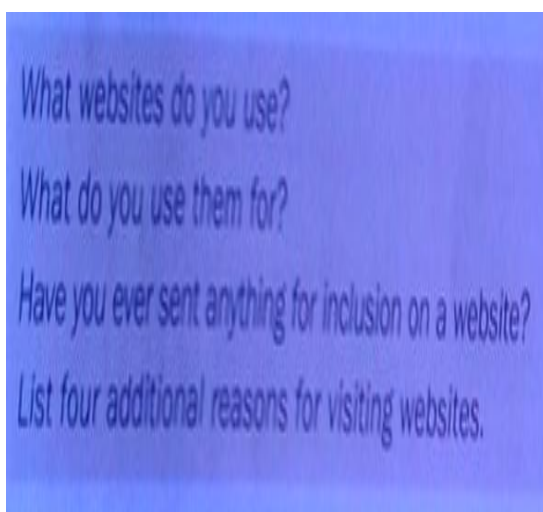 What websites do you use?
What do you use them for?
Have you ever sent anything for inclusion on a website?
List four additional reasons for visiting websites.